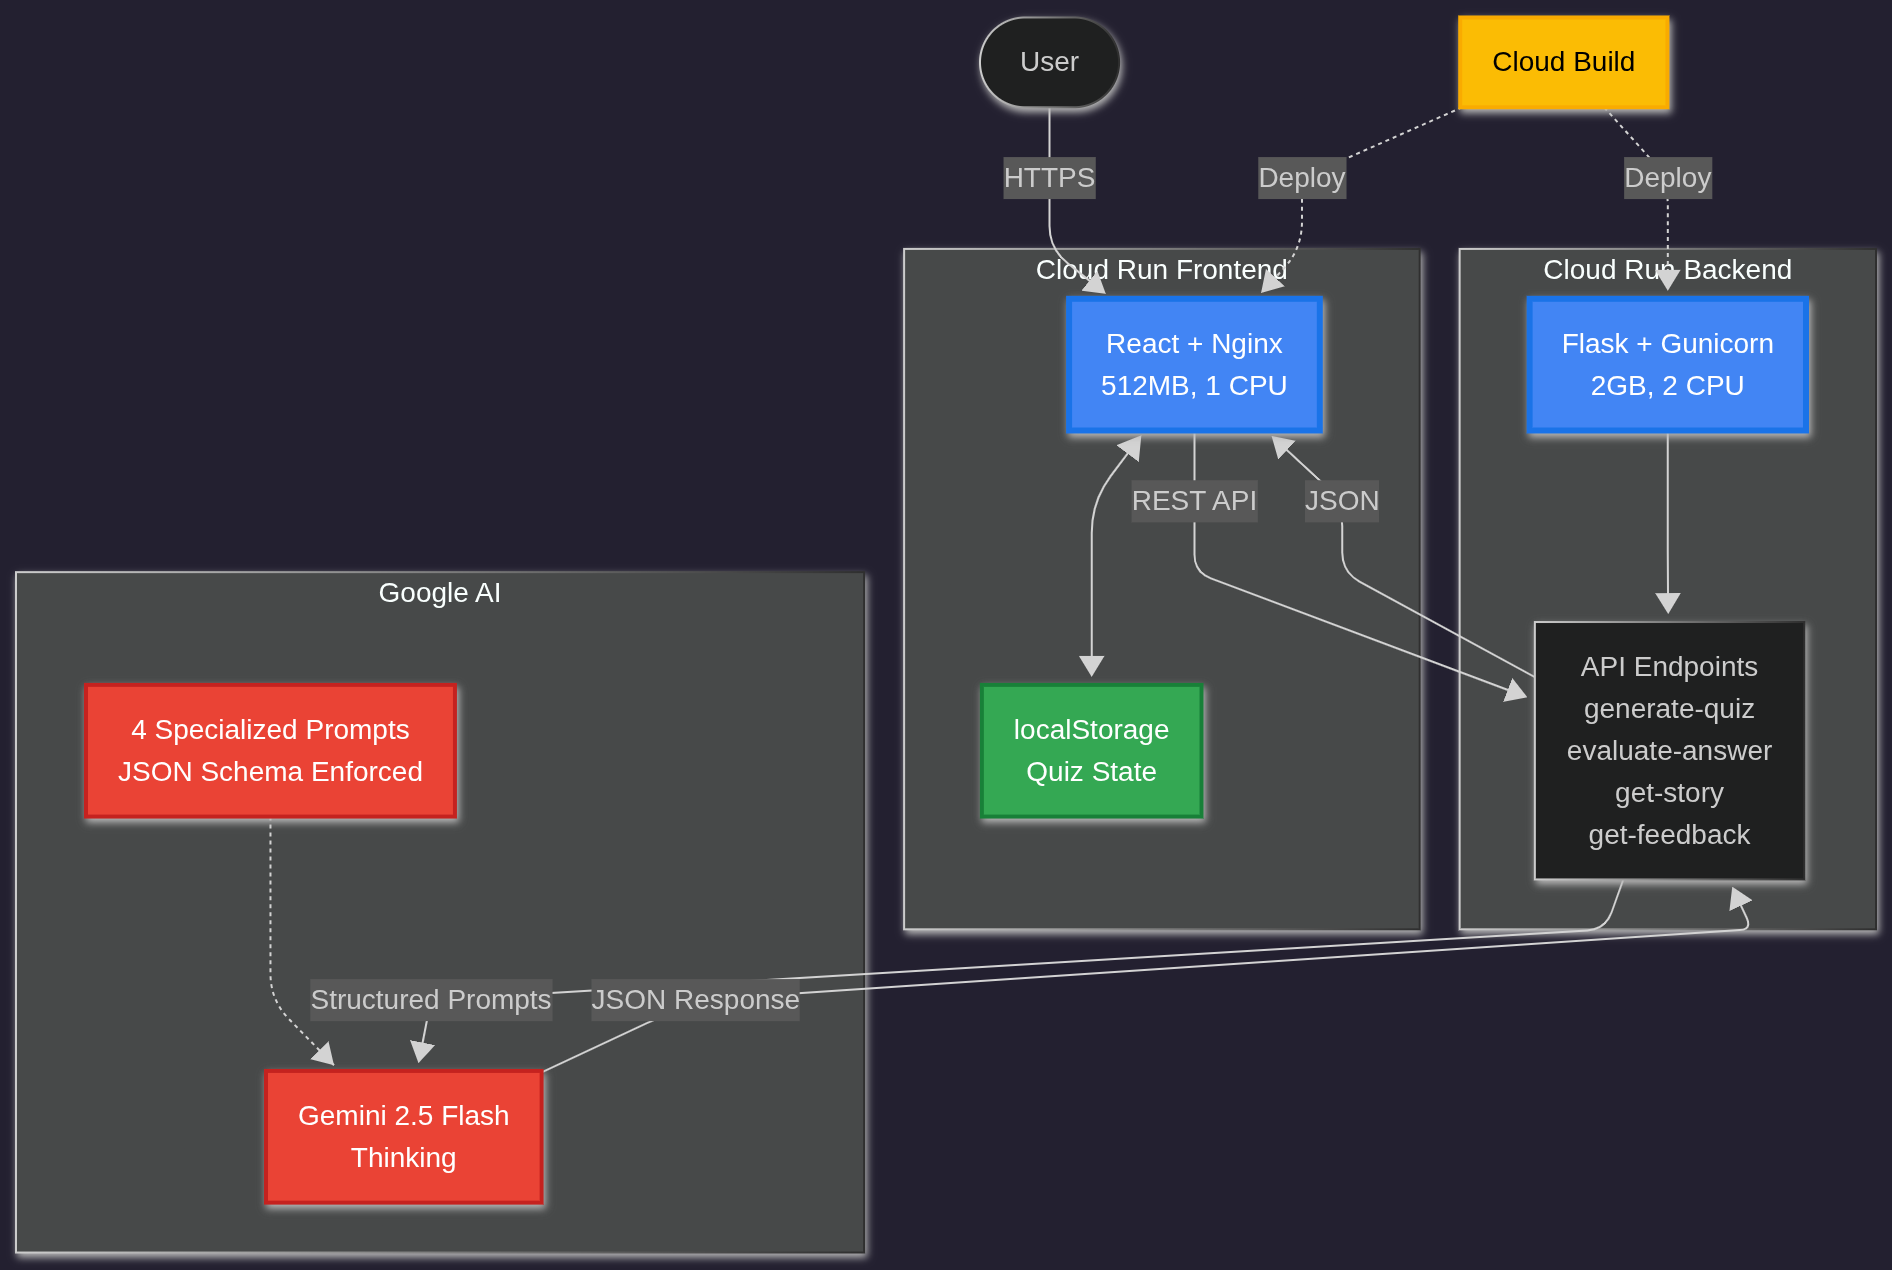 User
Cloud Build
HTTPS
Deploy
Deploy
Cloud Run Frontend
Cloud Run Backend
React + Nginx
512MB, 1 CPU
Flask + Gunicorn
2GB, 2 CPU
REST API
JSON
Google AI
4 Specialized Prompts
JSON Schema Enforced
localStorage
Quiz State
API Endpoints
generate-quiz
evaluate-answer
get-story
get-feedback
Structured Prompts
JSON Response
Gemini 2.5 Flash
Thinking